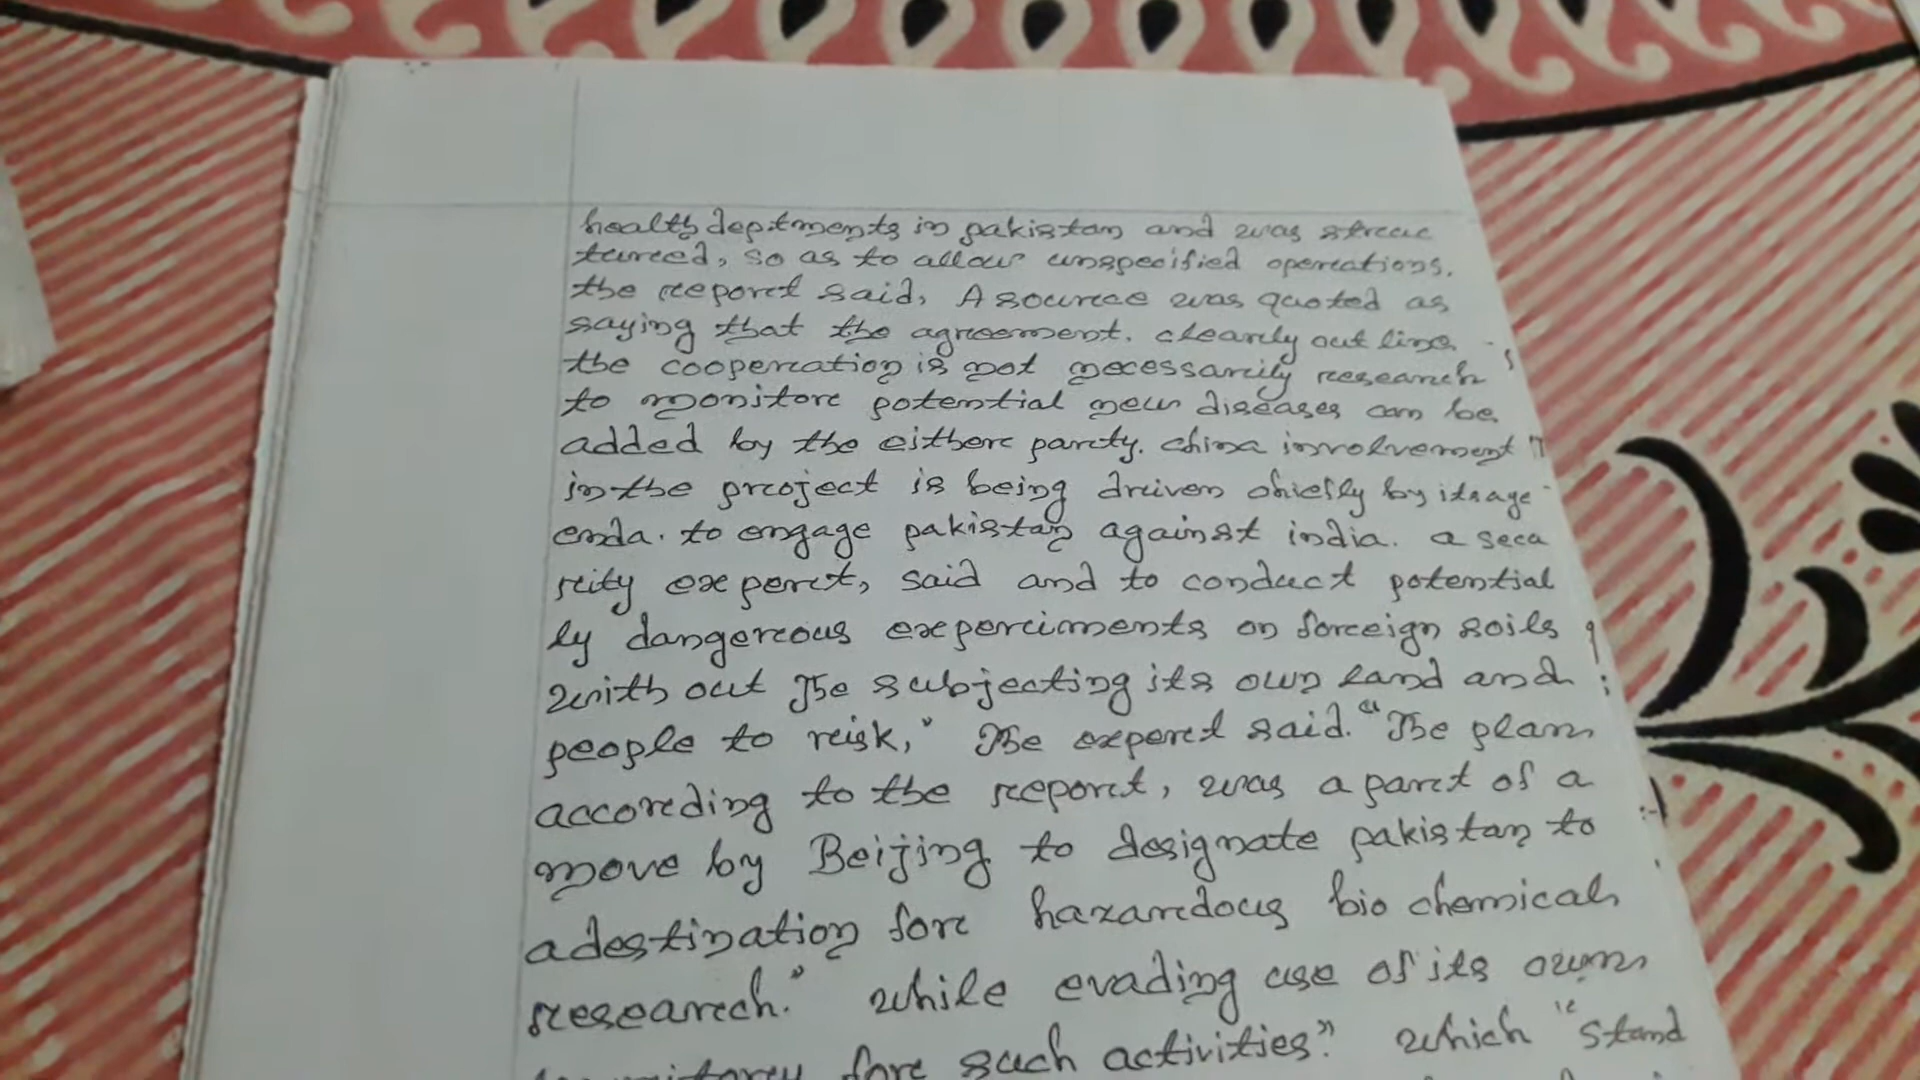 health deptments in pakistan and was struc
tured, so as to allow unspecified operations.
the report said, A source was quoted as
saying that the agreement. clearly out line
the cooperation is not necessarily research
to monitore potential new diseases can be
added by the either party. china involvement
in the project is being driven chiefly by its age
enda. to engage pakistan against india. a secu
rity expert, said and to conduct potential
ly dangerous experiments on foreign soils
with out The subjecting its own land and
people to risk," The expert said. "The plan
according to the report, was a part of a
move by Beijing to designate pakistan to
a destination for hazardous bio chemical
research." while evading use of its own
for such activities." which "stand